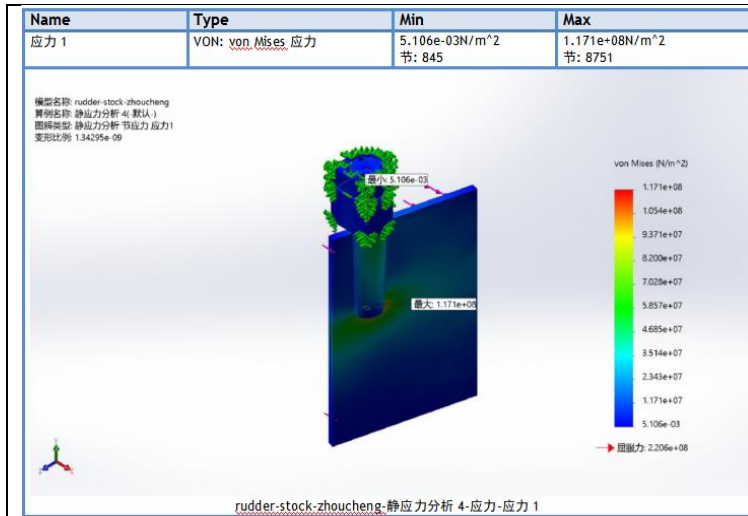 Name Type Min Max
应力 1 VON: von Mises 应力 5.106e-03N/m^2 1.171e+08N/m^2
节: 845 节: 8751
模型名称: rudder-stock-zhoucheng
算例名称: 静应力分析 4(-默认-)
图解类型: 静应力分析 节应力 应力1
变形比例: 1.34295e-09
von Mises (N/m^2)
最小: 5.106e-03
最大: 1.171e+08
1.171e+08
1.054e+08
9.371e+07
8.200e+07
7.028e+07
5.857e+07
4.685e+07
3.514e+07
2.343e+07
1.171e+07
5.106e-03
屈服力: 2.206e+08
rudder-stock-zhoucheng-静应力分析 4-应力-应力 1